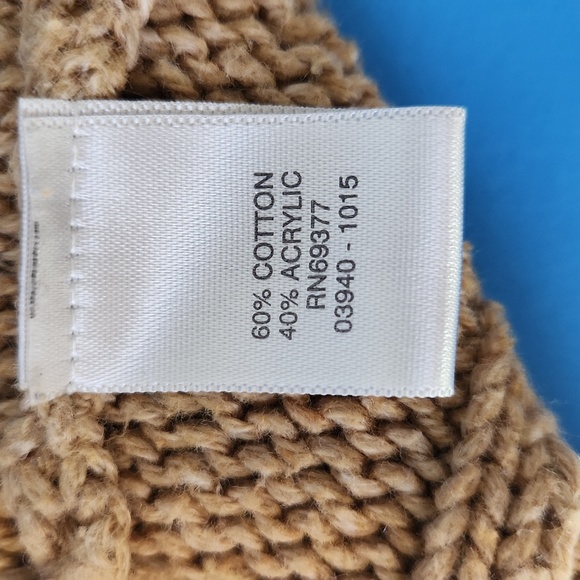 60% COTTON
40% ACRYLIC
RN69377
03940 - 1015